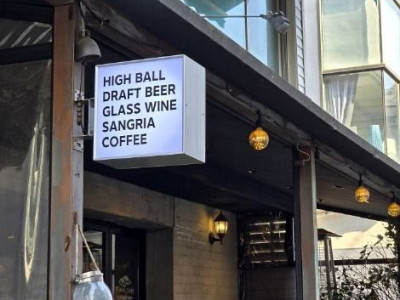 HIGH BALL
DRAFT BEER
GLASS WINE
SANGRIA
COFFEE